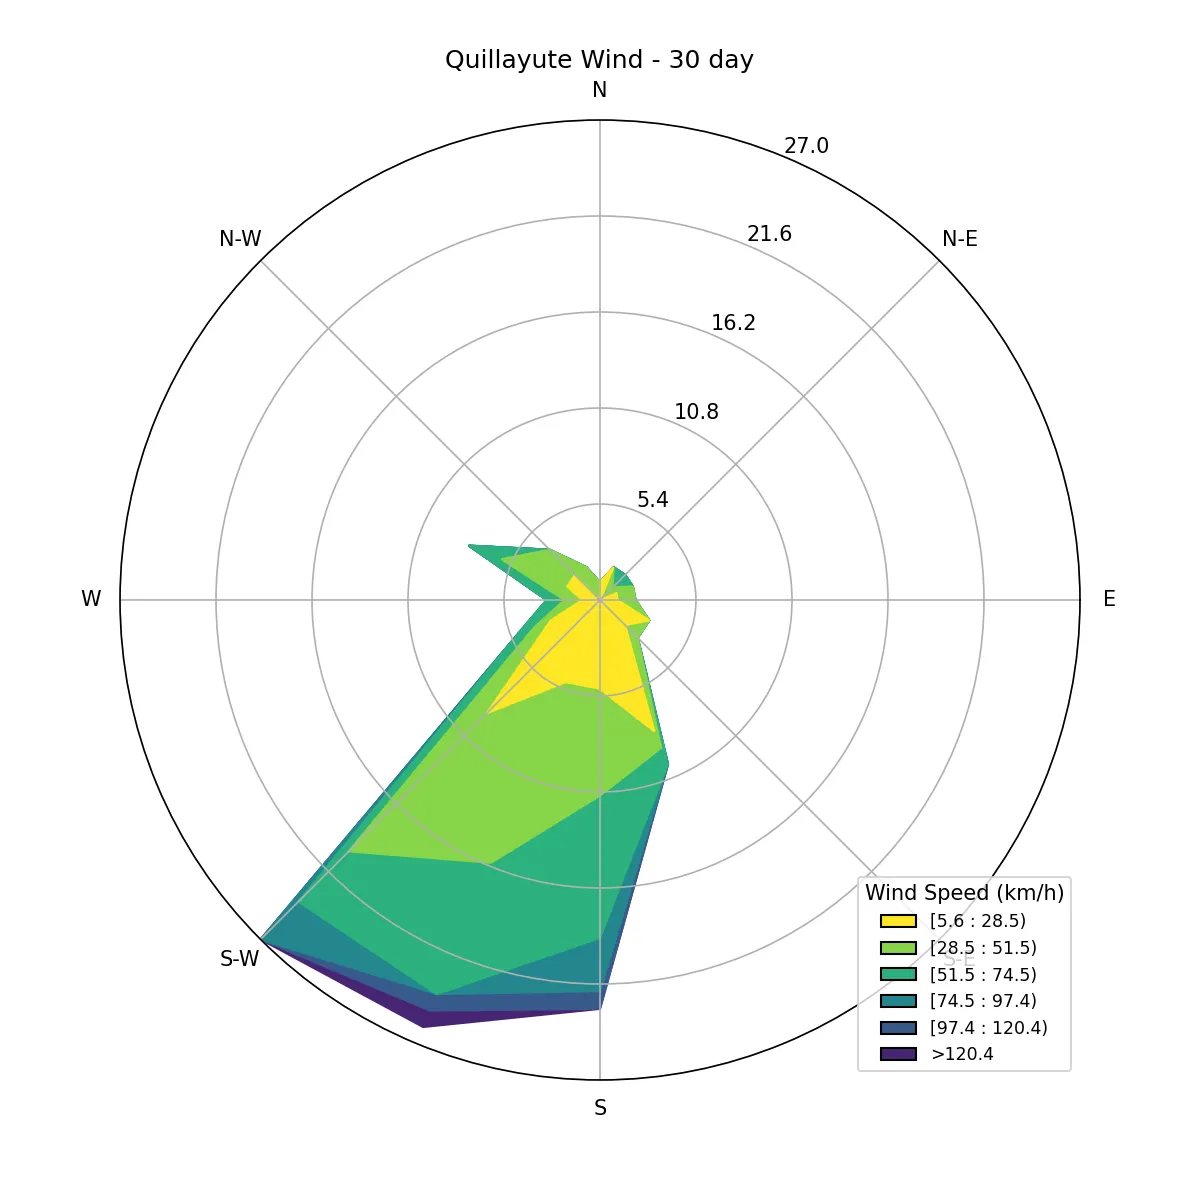 Quillayute Wind - 30 day
N
27.0
N-W
N-E
21.6
16.2
10.8
5.4
W
E
S-W
S-E
S
Wind Speed (km/h)
[5.6 : 28.5)
[28.5 : 51.5)
[51.5 : 74.5)
[74.5 : 97.4)
[97.4 : 120.4)
>120.4